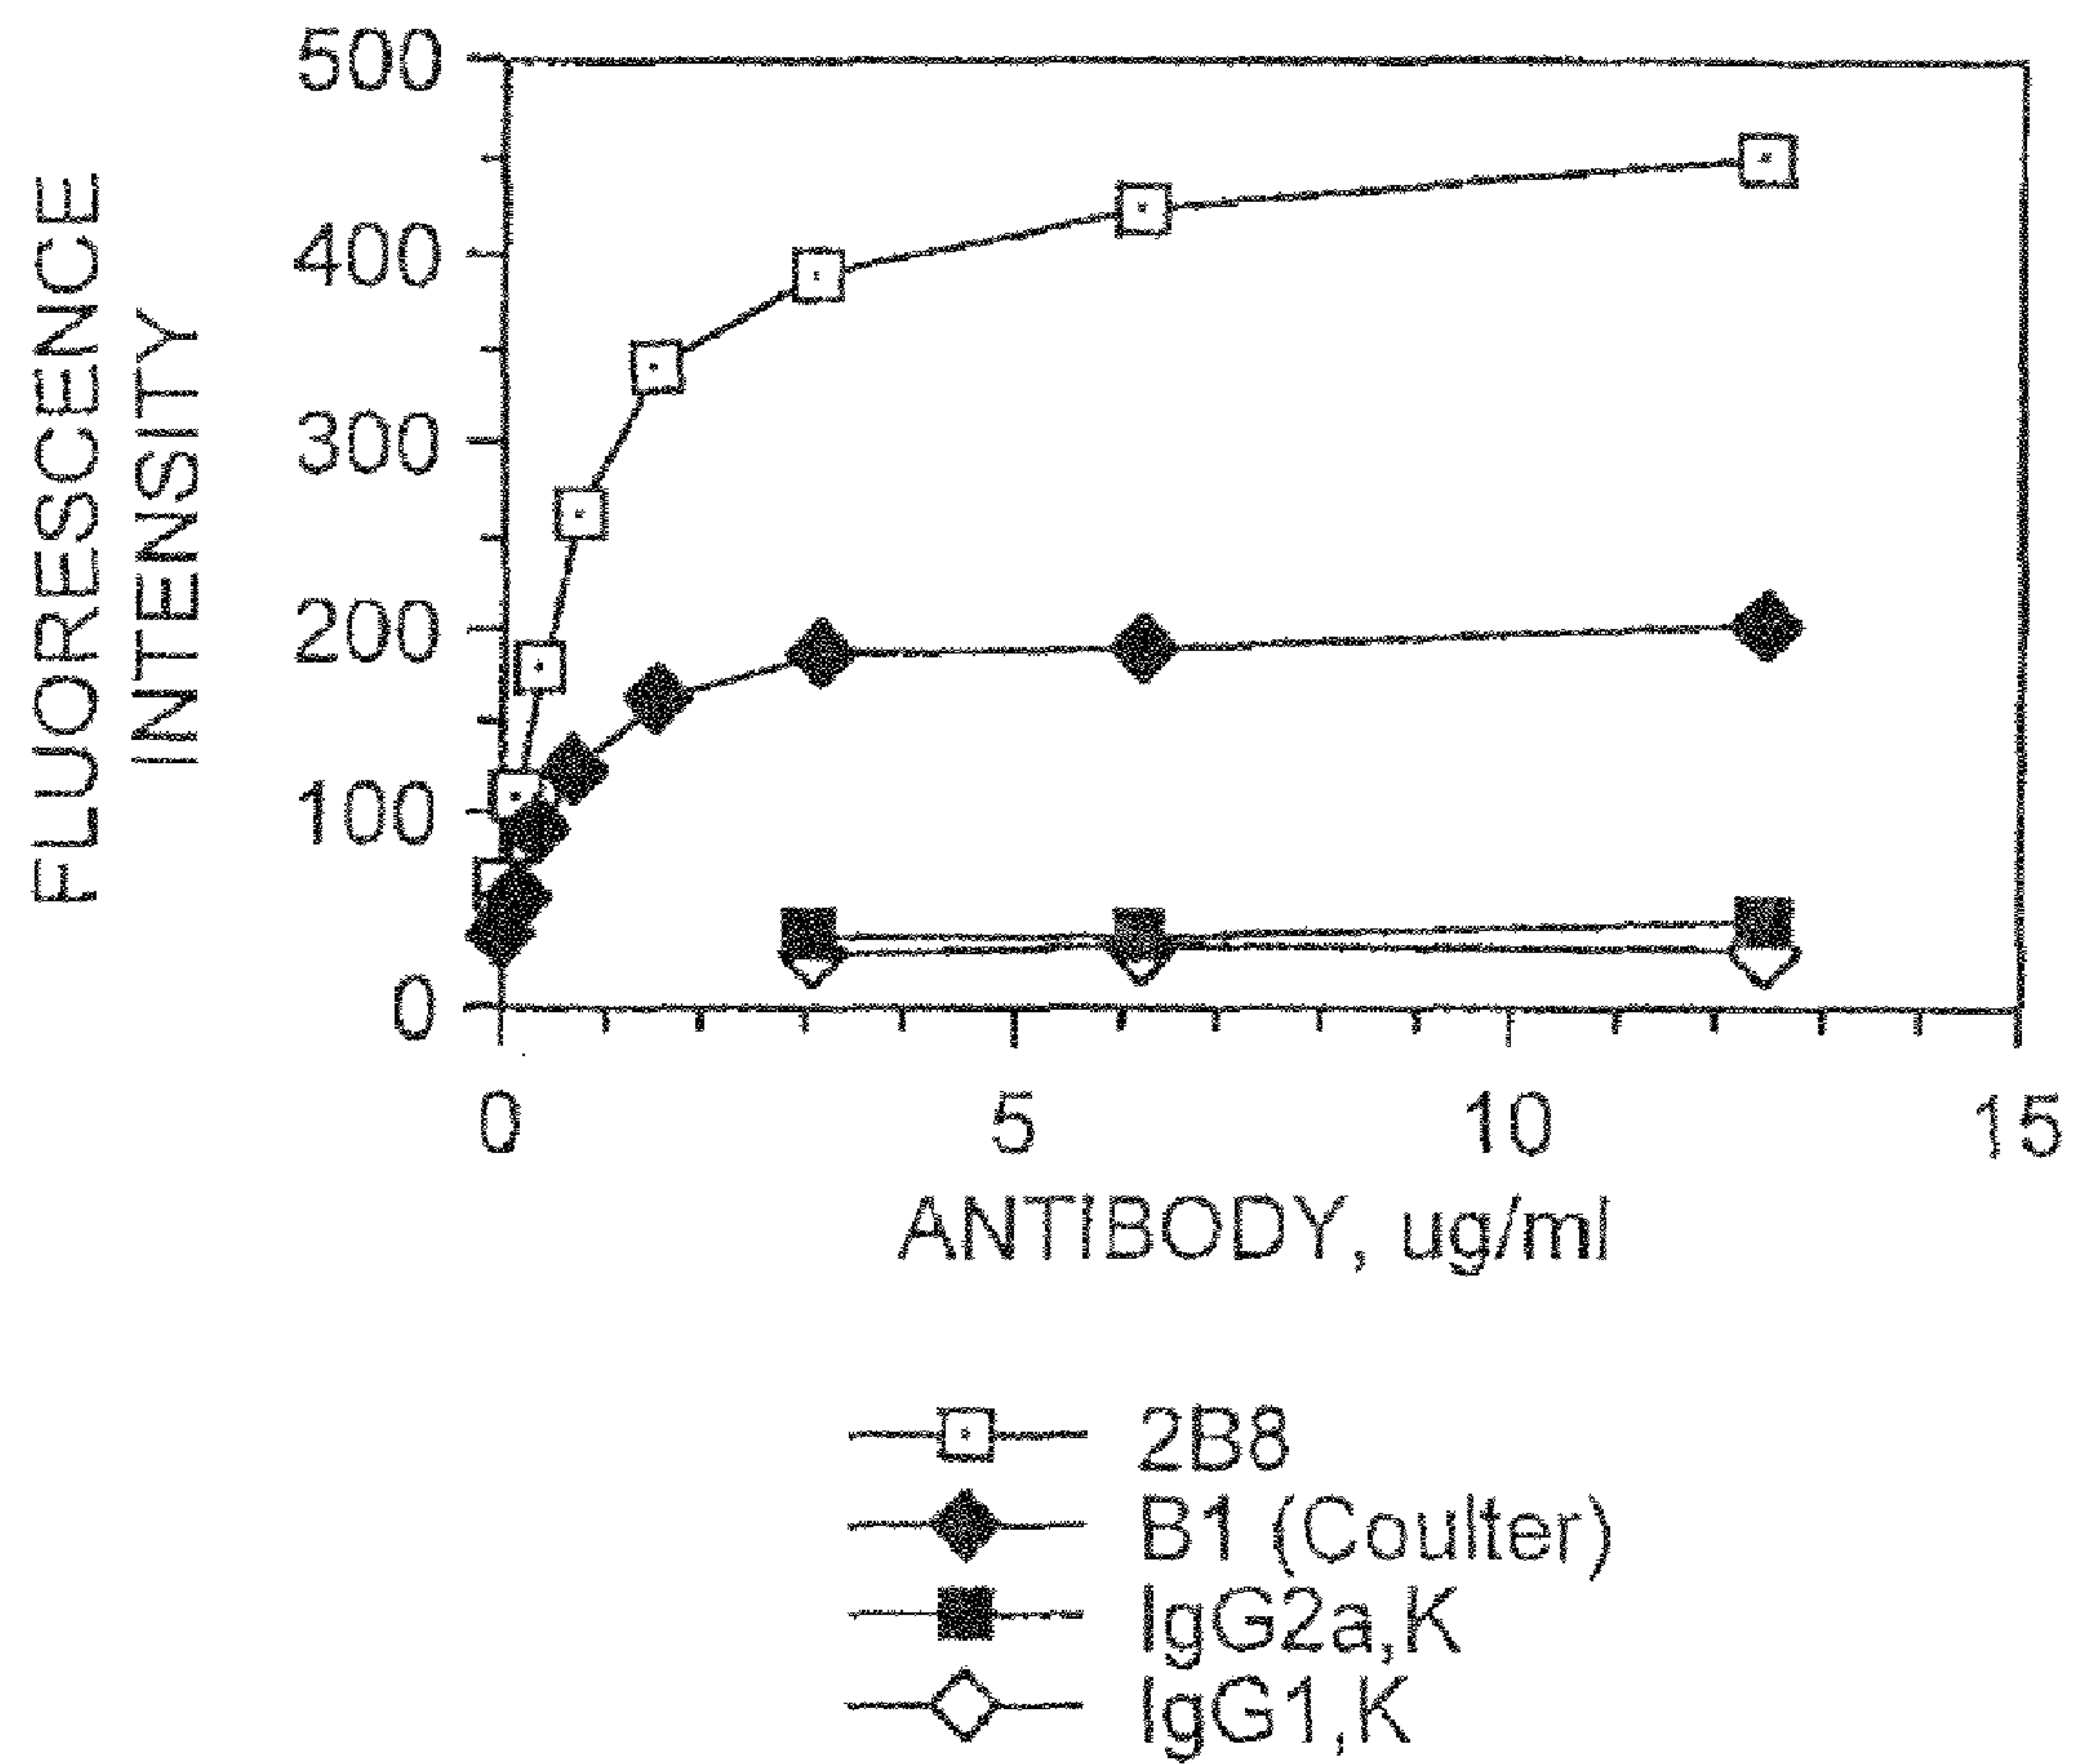 FLUORESCENCE
INTENSITY
500
400
300
200
100
0
0 5 10 15
ANTIBODY, ug/ml
2B8
B1 (Coulter)
IgG2a,K
IgG1,K